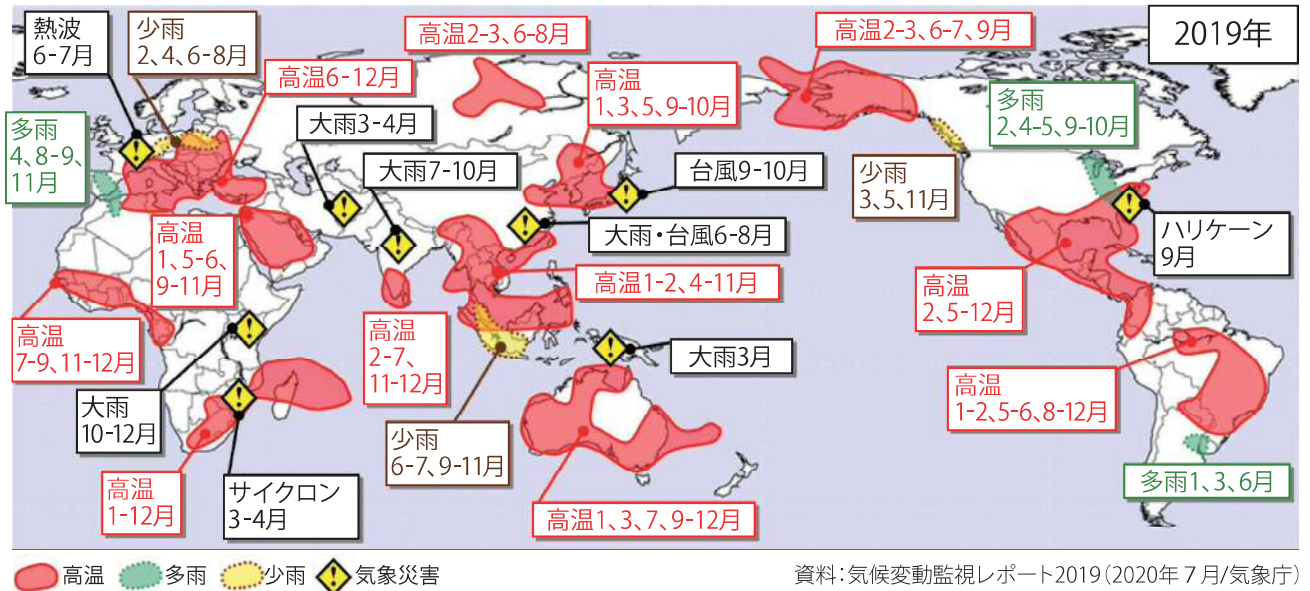 2019年
熱波
6-7月
少雨
2、4、6-8月
高温2-3、6-8月
高温2-3、6-7、9月
高温6-12月
高温
1、3、5、9-10月
多雨
2、4-5、9-10月
多雨
4、8-9、
11月
大雨3-4月
大雨7-10月
台風9-10月
少雨
3、5、11月
大雨・台風6-8月
ハリケーン
9月
高温
1、5-6、
9-11月
高温1-2、4-11月
高温
2、5-12月
高温
7-9、11-12月
高温
2-7、
11-12月
大雨3月
高温
1-2、5-6、8-12月
大雨
10-12月
少雨
6-7、9-11月
高温
1-12月
サイクロン
3-4月
高温1、3、7、9-12月
多雨1、3、6月
高温 多雨 少雨 気象災害
資料：気候変動監視レポート2019（2020年７月/気象庁）